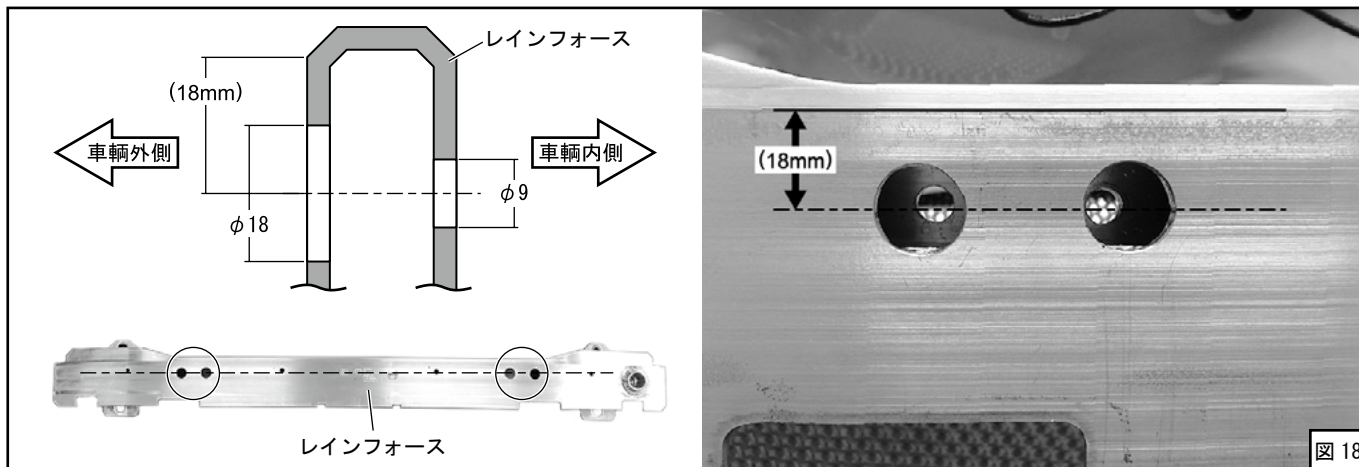 レインフォース
(18mm)
車輌外側
車輌内側
φ9
φ18
レインフォース
(18mm)
図 18